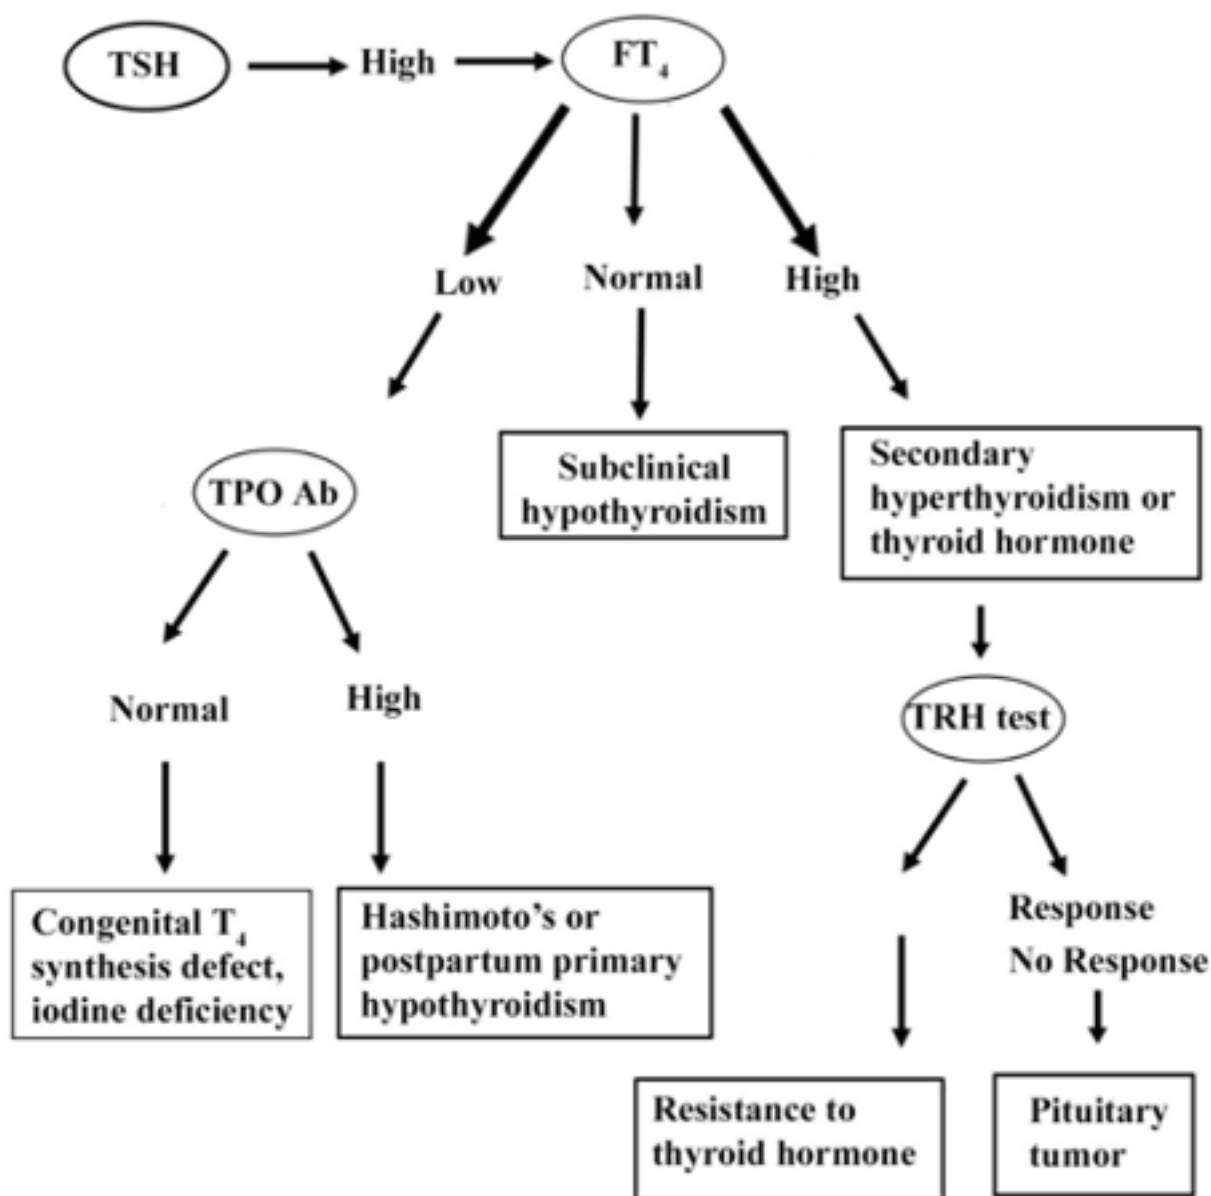 TSH
High
FT4
Low
Normal
High
TPO Ab
Subclinical
hypothyroidism
Secondary
hyperthyroidism or
thyroid hormone
Normal
High
TRH test
Congenital T4
synthesis defect,
iodine deficiency
Hashimoto's or
postpartum primary
hypothyroidism
Response
No Response
Resistance to
thyroid hormone
Pituitary
tumor